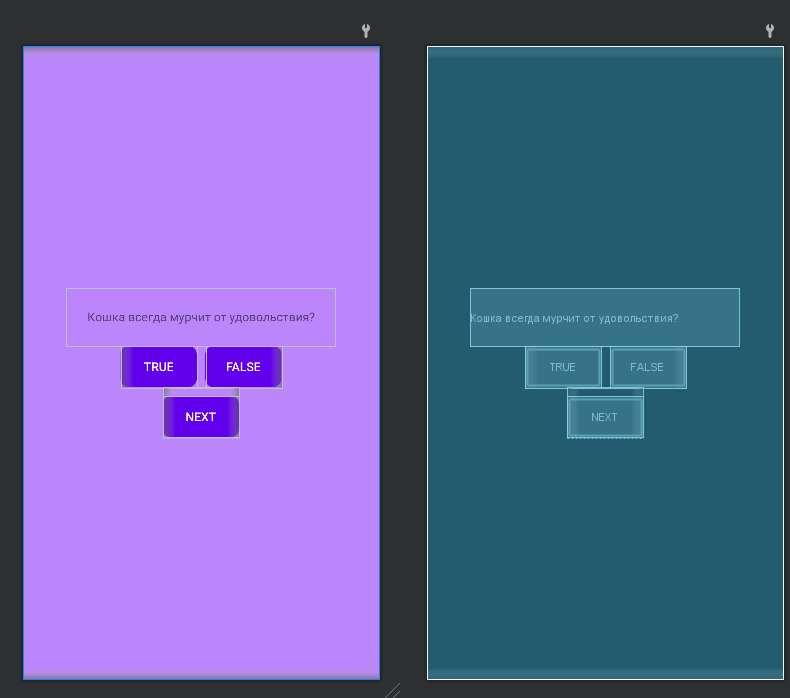 Кошка всегда мурчит от удовольствия?
TRUE FALSE
NEXT
Кошка всегда мурчит от удовольствия?
TRUE FALSE
NEXT